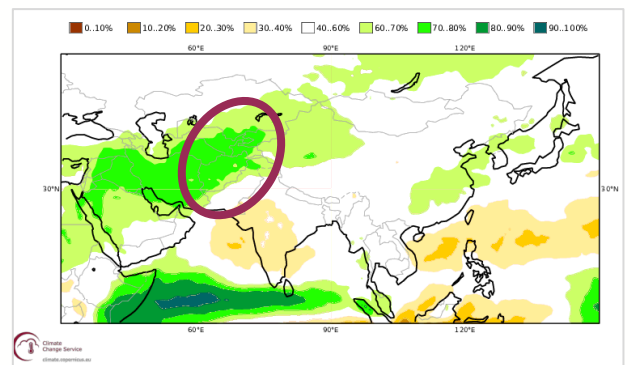 0..10% 10..20% 20..30% 30..40% 40..60% 60..70% 70..80% 80..90% 90..100%
60°E 90°E 120°E
30°N 30°N
60°E 90°E 120°E
Climate
Change Service
climate.copernicus.eu